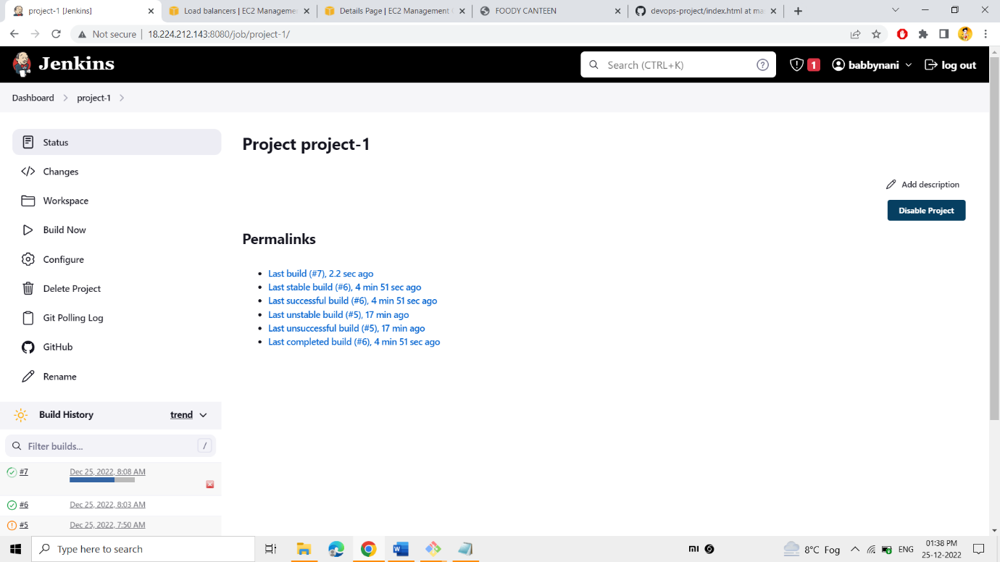 project-1 [Jenkins]
Load balancers | EC2 Managemen
Details Page | EC2 Management C
FOODY CANTEEN
devops-project/index.html at ma
Not secure
18.224.212.143:8080/job/project-1/
Jenkins
Search (CTRL+K)
?
1
babbynani
log out
Dashboard
project-1
Status
Changes
Workspace
Build Now
Configure
Delete Project
Git Polling Log
GitHub
Rename
Project project-1
Add description
Disable Project
Permalinks
Last build (#7), 2.2 sec ago
Last stable build (#6), 4 min 51 sec ago
Last successful build (#6), 4 min 51 sec ago
Last unstable build (#5), 17 min ago
Last unsuccessful build (#5), 17 min ago
Last completed build (#6), 4 min 51 sec ago
Build History
trend
Filter builds...
/
#7
Dec 25, 2022, 8:08 AM
#6
Dec 25, 2022, 8:03 AM
#5
Dec 25, 2022, 7:50 AM
Type here to search
8°C Fog
ENG
01:38 PM
25-12-2022